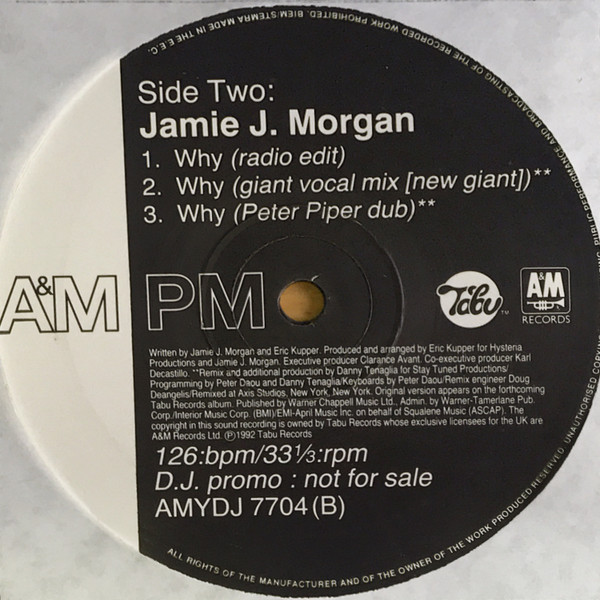 Side Two:
Jamie J. Morgan
1. Why (radio edit)
2. Why (giant vocal mix [new giant])**
3. Why (Peter Piper dub)**
A&M PM
Tabu TM
A&M
RECORDS
Written by Jamie J. Morgan and Eric Kupper. Produced and arranged by Eric Kupper for Hysteria
Productions and Jamie J. Morgan. Executive producer Clarance Avant. Co-executive producer Karl
Decastillo. **Remix and additional production by Danny Tenaglia for Stay Tuned Productions/
Programming by Peter Daou and Danny Tenaglia/Keyboards by Peter Daou/Remix engineer Doug
Deangelis/Remixed at Axis Studios, New York, New York. Original version appears on the forthcoming
Tabu Records album. Published by Warner Chappell Music Ltd., Admin. by Warner-Tamerlane Pub.
Corp./Interior Music Corp. (BMI)/EMI-April Music Inc. on behalf of Squalene Music (ASCAP). The
copyright in this sound recording is owned by Tabu Records whose exclusive licensees for the UK are
A&M Records Ltd. Ⓟ1992 Tabu Records
126:bpm/33⅓:rpm
D.J. promo : not for sale
AMYDJ 7704 (B)
ALL RIGHTS OF THE MANUFACTURER AND OF THE OWNER OF THE WORK PRODUCED RESERVED. UNAUTHORISED COPYING, PUBLIC PERFORMANCE AND BROADCASTING OF THE RECORDED WORK PROHIBITED. BIEM/STEMRA MADE IN THE E.E.C.